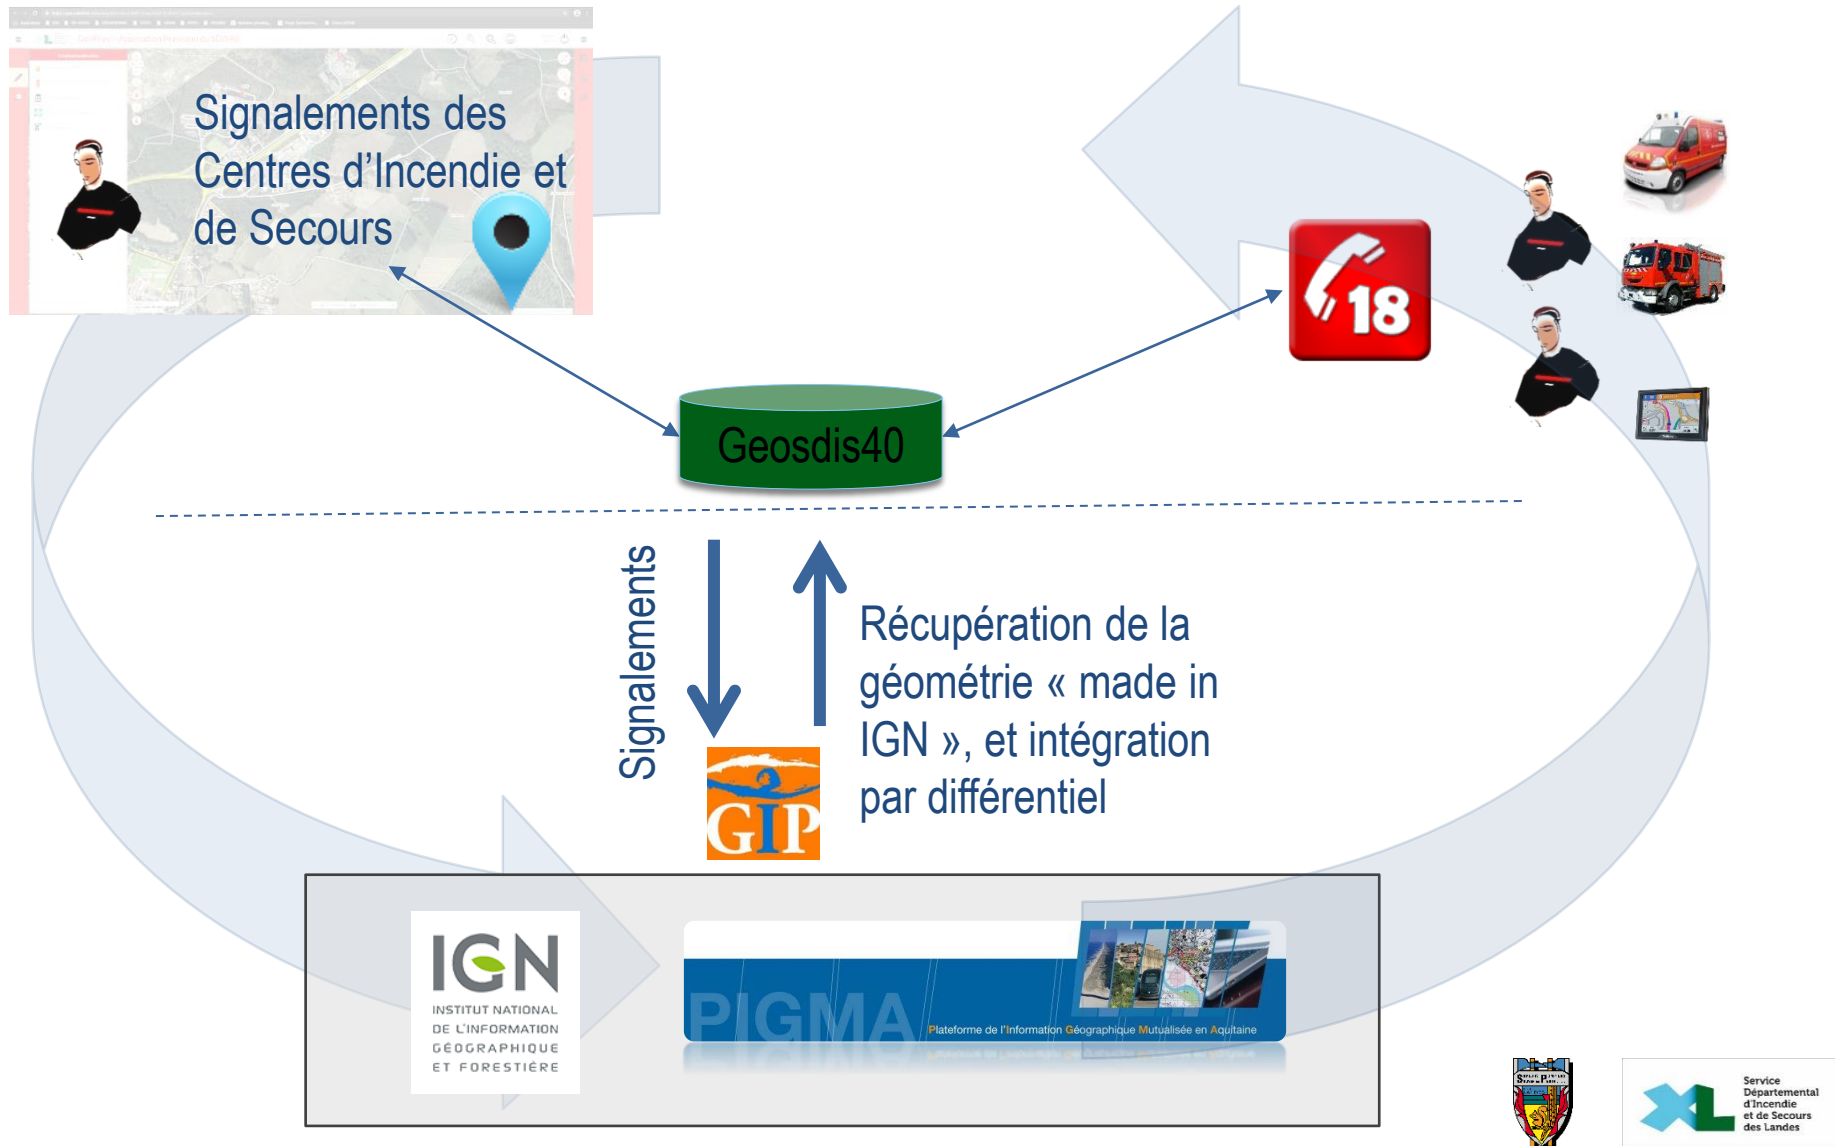 Signalements des
Centres d’Incendie et
de Secours
18
Geosdis40
Signalements
Récupération de la
géométrie « made in
IGN », et intégration
par différentiel
GIP
IGN
INSTITUT NATIONAL
DE L'INFORMATION
GÉOGRAPHIQUE
ET FORESTIÈRE
PIGMA
Plateforme de l'Information Géographique Mutualisée en Aquitaine
XL
Service
Départemental
d'Incendie
et de Secours
des Landes